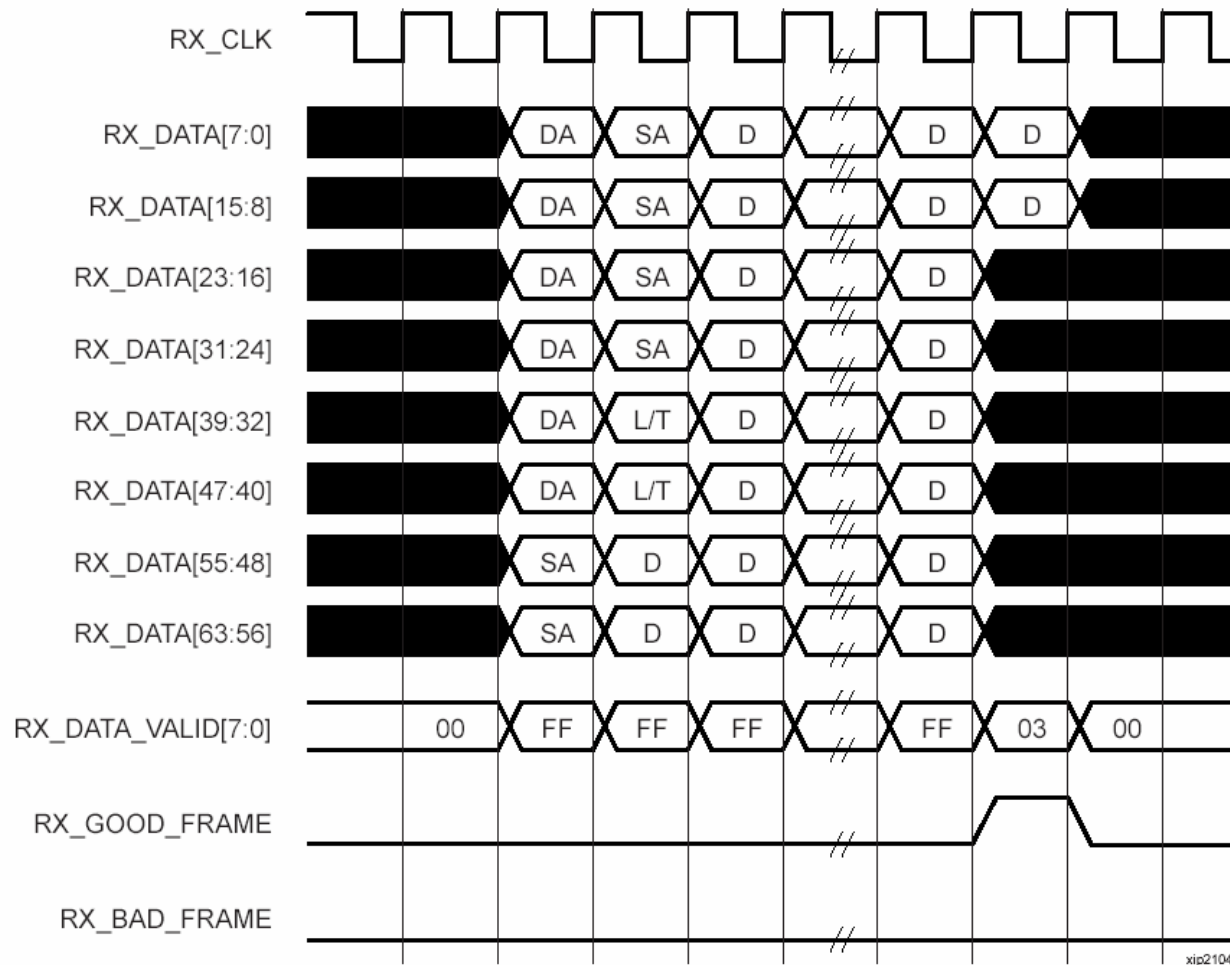 RX_CLK
RX_DATA[7:0] DA SA D D D
RX_DATA[15:8] DA SA D D D
RX_DATA[23:16] DA SA D D
RX_DATA[31:24] DA SA D D
RX_DATA[39:32] DA L/T D D
RX_DATA[47:40] DA L/T D D
RX_DATA[55:48] SA D D D
RX_DATA[63:56] SA D D D
RX_DATA_VALID[7:0] 00 FF FF FF FF 03 00
RX_GOOD_FRAME
RX_BAD_FRAME
xip2104